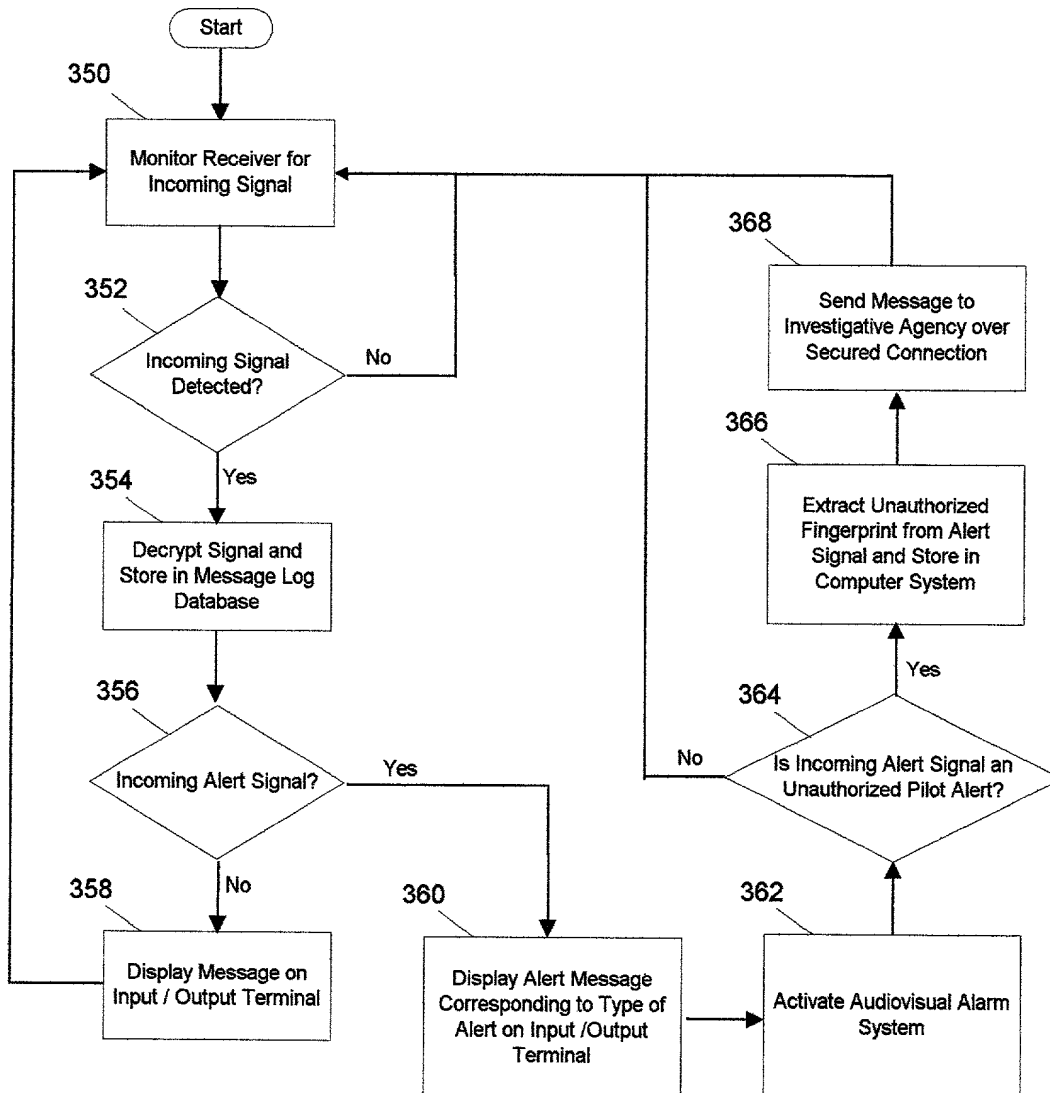 Start
350
Monitor Receiver for
Incoming Signal
352
Incoming Signal
Detected?
No
Yes
354
Decrypt Signal and
Store in Message Log
Database
356
Incoming Alert Signal?
Yes
No
358
Display Message on
Input / Output Terminal
360
Display Alert Message
Corresponding to Type of
Alert on Input /Output
Terminal
362
Activate Audiovisual Alarm
System
364
Is Incoming Alert Signal an
Unauthorized Pilot Alert?
No
Yes
366
Extract Unauthorized
Fingerprint from Alert
Signal and Store in
Computer System
368
Send Message to
Investigative Agency over
Secured Connection